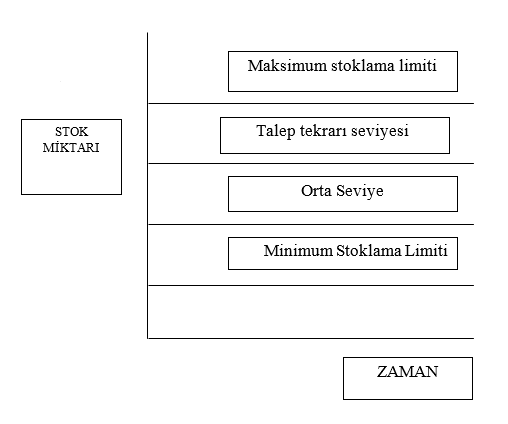 Maksimum stoklama limiti
STOK
MİKTARI
Talep tekrarı seviyesi
Orta Seviye
Minimum Stoklama Limiti
ZAMAN